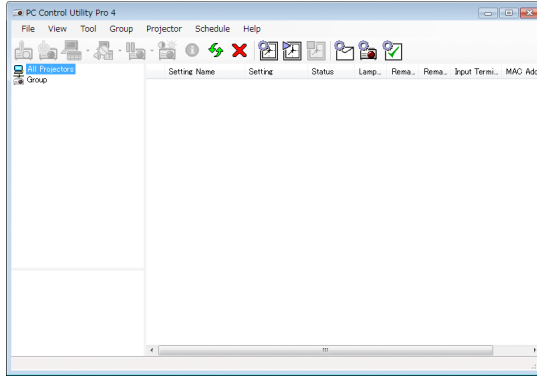 PC Control Utility Pro 4
File View Tool Group Projector Schedule Help
All Projectors
Group
Setting Name Setting Status Lamp... Rema... Rema... Input Termi... MAC Add